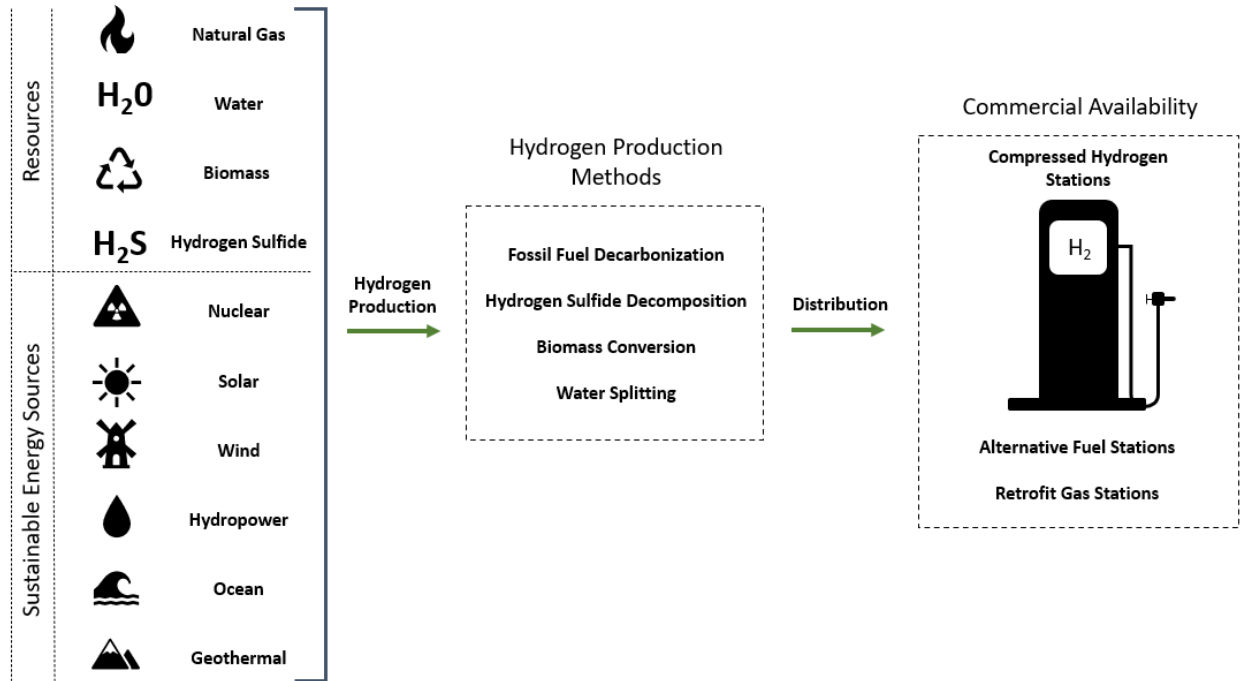 Resources
H₂0
H₂S
Natural Gas
Water
Biomass
Hydrogen Sulfide
Sustainable Energy Sources
Nuclear
Solar
Wind
Hydropower
Ocean
Geothermal
Hydrogen
Production
Hydrogen Production
Methods
Fossil Fuel Decarbonization
Hydrogen Sulfide Decomposition
Biomass Conversion
Water Splitting
Distribution
Commercial Availability
Compressed Hydrogen
Stations
H₂
Alternative Fuel Stations
Retrofit Gas Stations